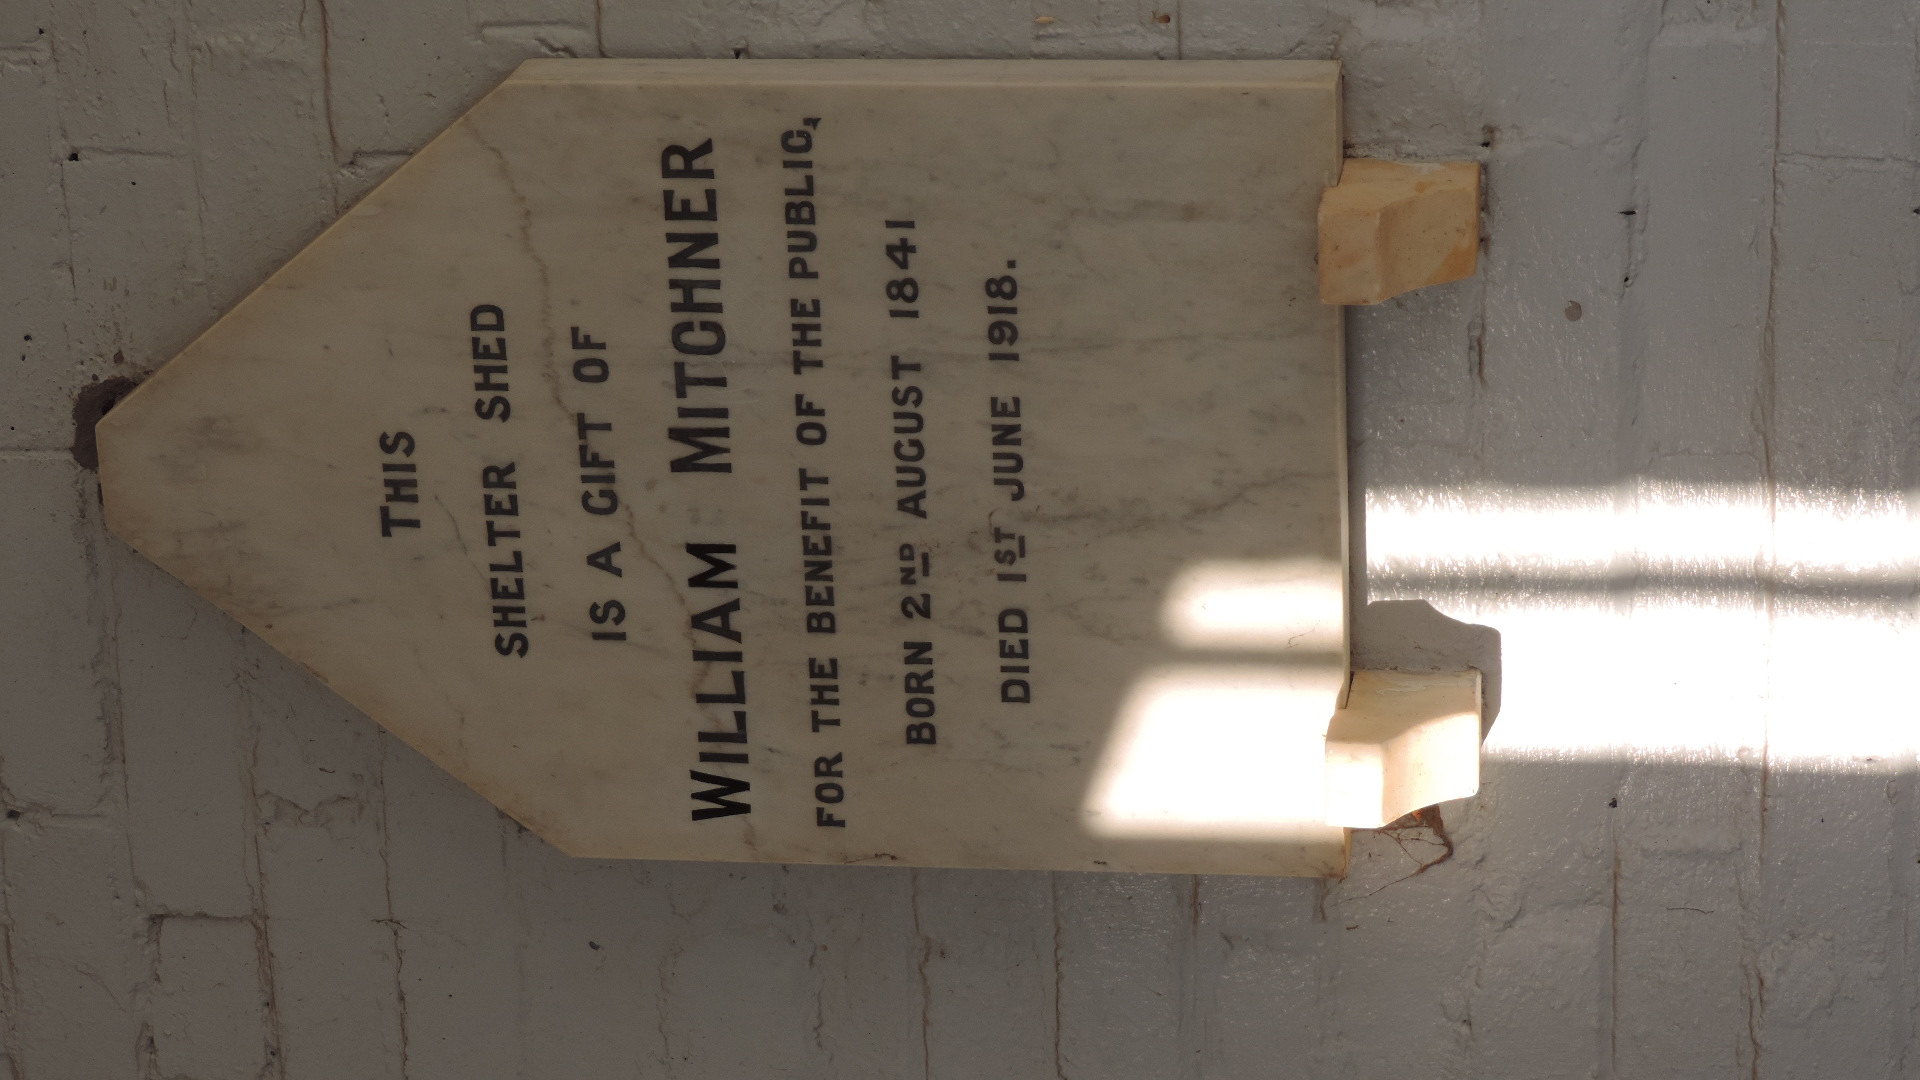 THIS
SHELTER SHED
IS A GIFT OF
WILLIAM MITCHNER
FOR THE BENEFIT OF THE PUBLIC,
BORN 2ND AUGUST 1841
DIED 1ST JUNE 1918.